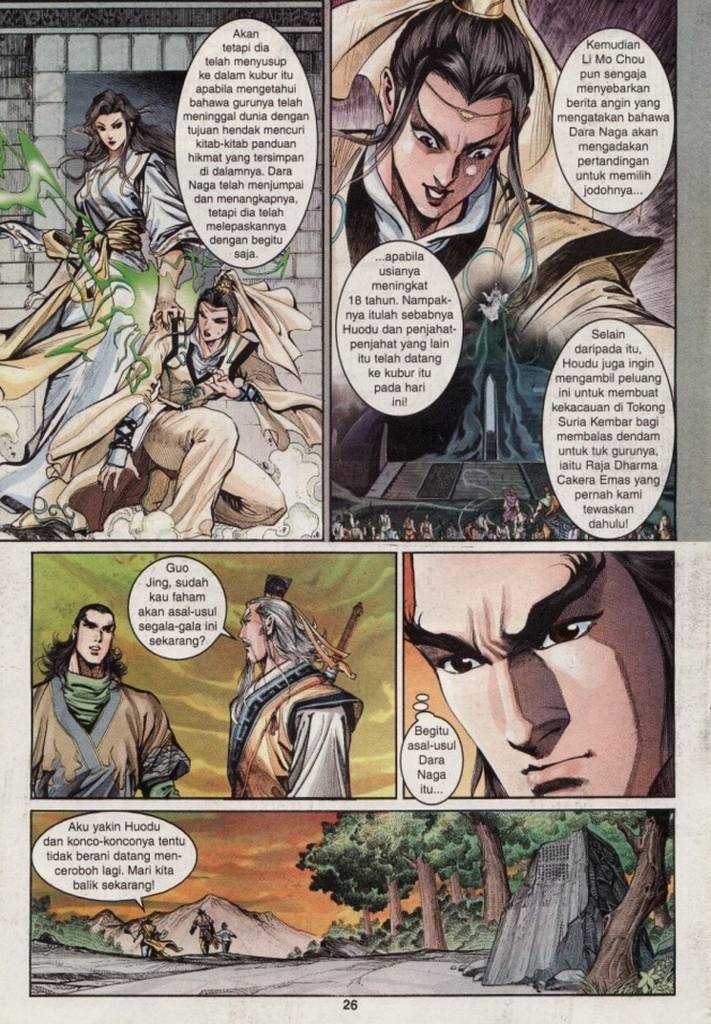 Akan
tetapi dia
telah menyusup
ke dalam kubur itu
apabila mengetahui
bahawa gurunya telah
meninggal dunia dengan
tujuan hendak mencuri
kitab-kitab panduan
hikmat yang tersimpan
di dalamnya. Dara
Naga telah menjumpai
dan menangkapnya,
tetapi dia telah
melepaskannya
dengan begitu
saja.
Kemudian
Li Mo Chou
pun sengaja
menyebarkan
berita angin yang
mengatakan bahawa
Dara Naga akan
mengadakan
pertandingan
untuk memilih
jodohnya...
...apabila
usianya
meningkat
18 tahun. Nampak-
nya itulah sebabnya
Huodu dan penjahat-
penjahat yang lain
itu telah datang
ke kubur itu
pada hari
ini!
Selain
daripada itu,
Houdu juga ingin
mengambil peluang
ini untuk membuat
kekacauan di Tokong
Suria Kembar bagi
membalas dendam
untuk tuk gurunya,
iaitu Raja Dharma
Cakera Emas yang
pernah kami
tewaskan
dahulu!
Guo
Jing, sudah
kau faham
akan asal-usul
segala-gala ini
sekarang?
Begitu
asal-usul
Dara
Naga
itu...
Aku yakin Huodu
dan konco-konconya tentu
tidak berani datang men-
ceroboh lagi. Mari kita
balik sekarang!
26